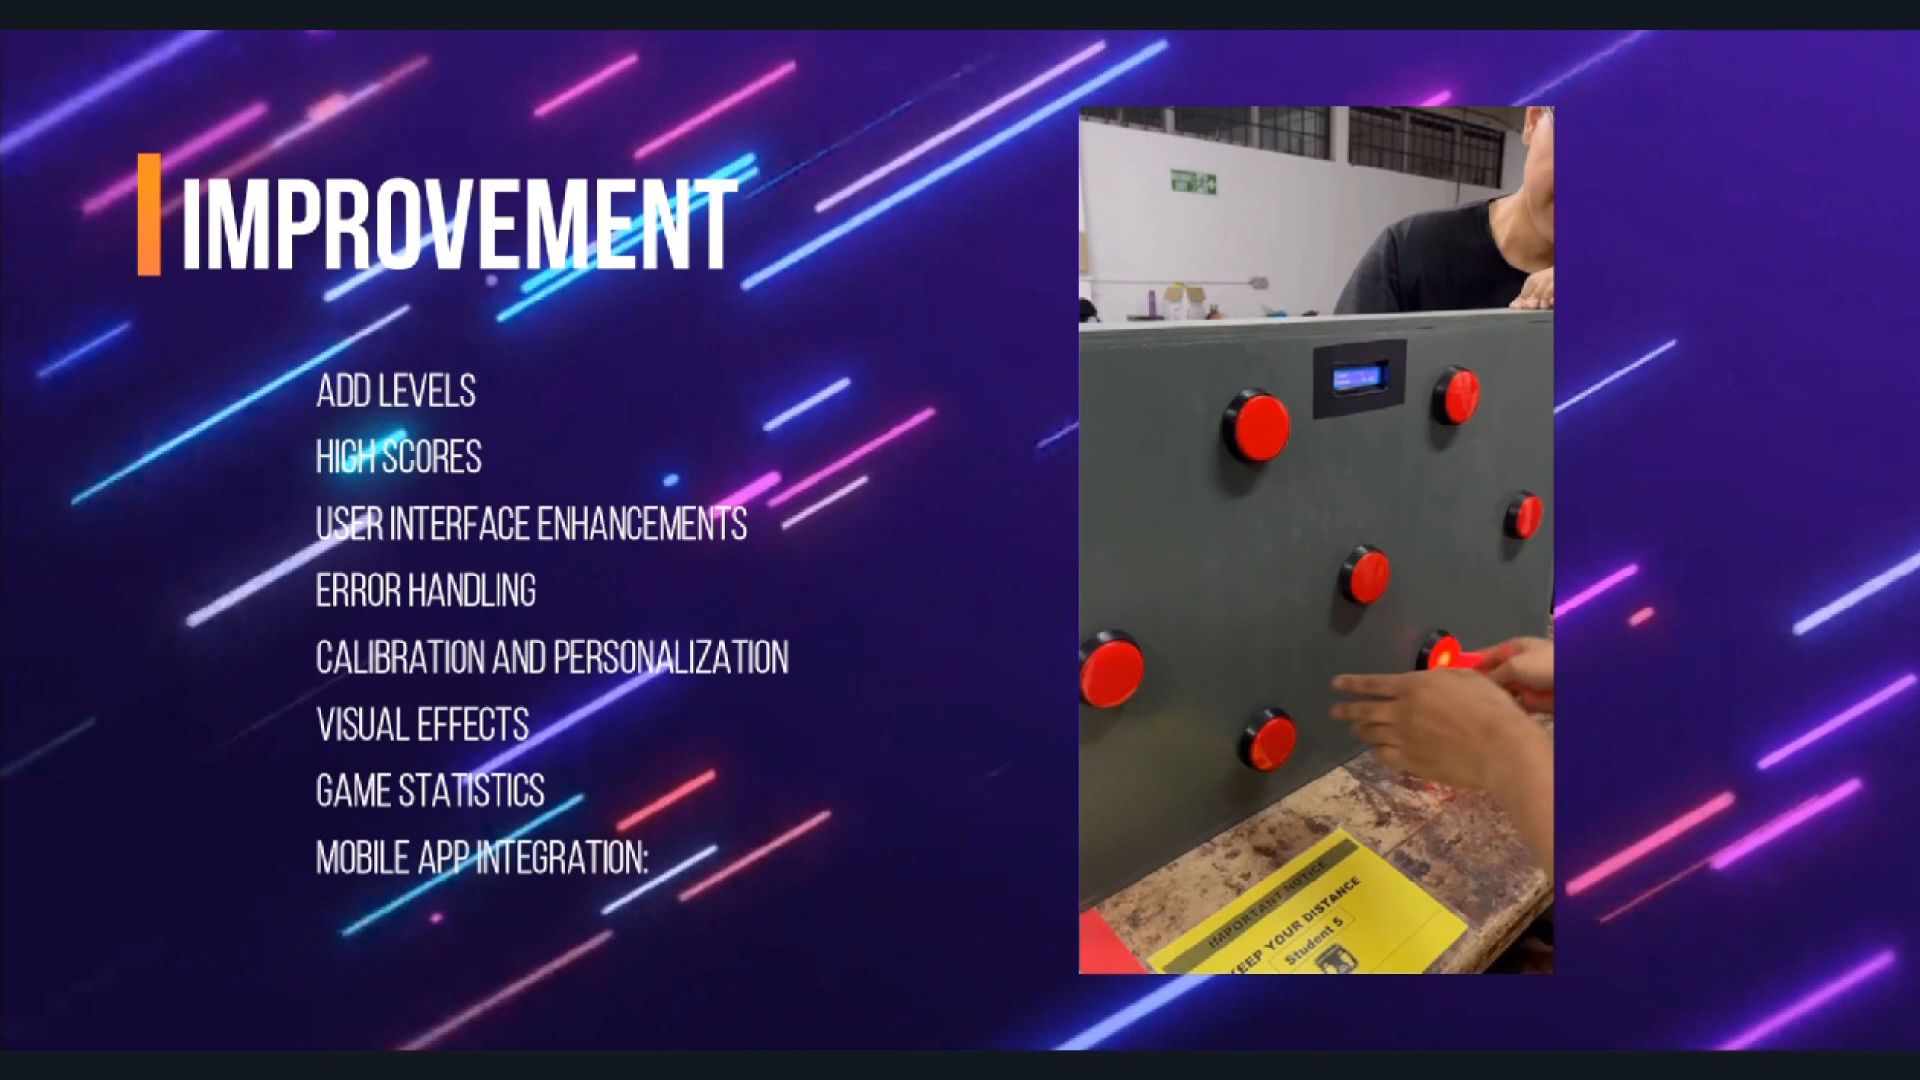 IMPROVEMENT
ADD LEVELS
HIGH SCORES
USER INTERFACE ENHANCEMENTS
ERROR HANDLING
CALIBRATION AND PERSONALIZATION
VISUAL EFFECTS
GAME STATISTICS
MOBILE APP INTEGRATION:
IMPORTANT NOTICE
KEEP YOUR DISTANCE
Student 5